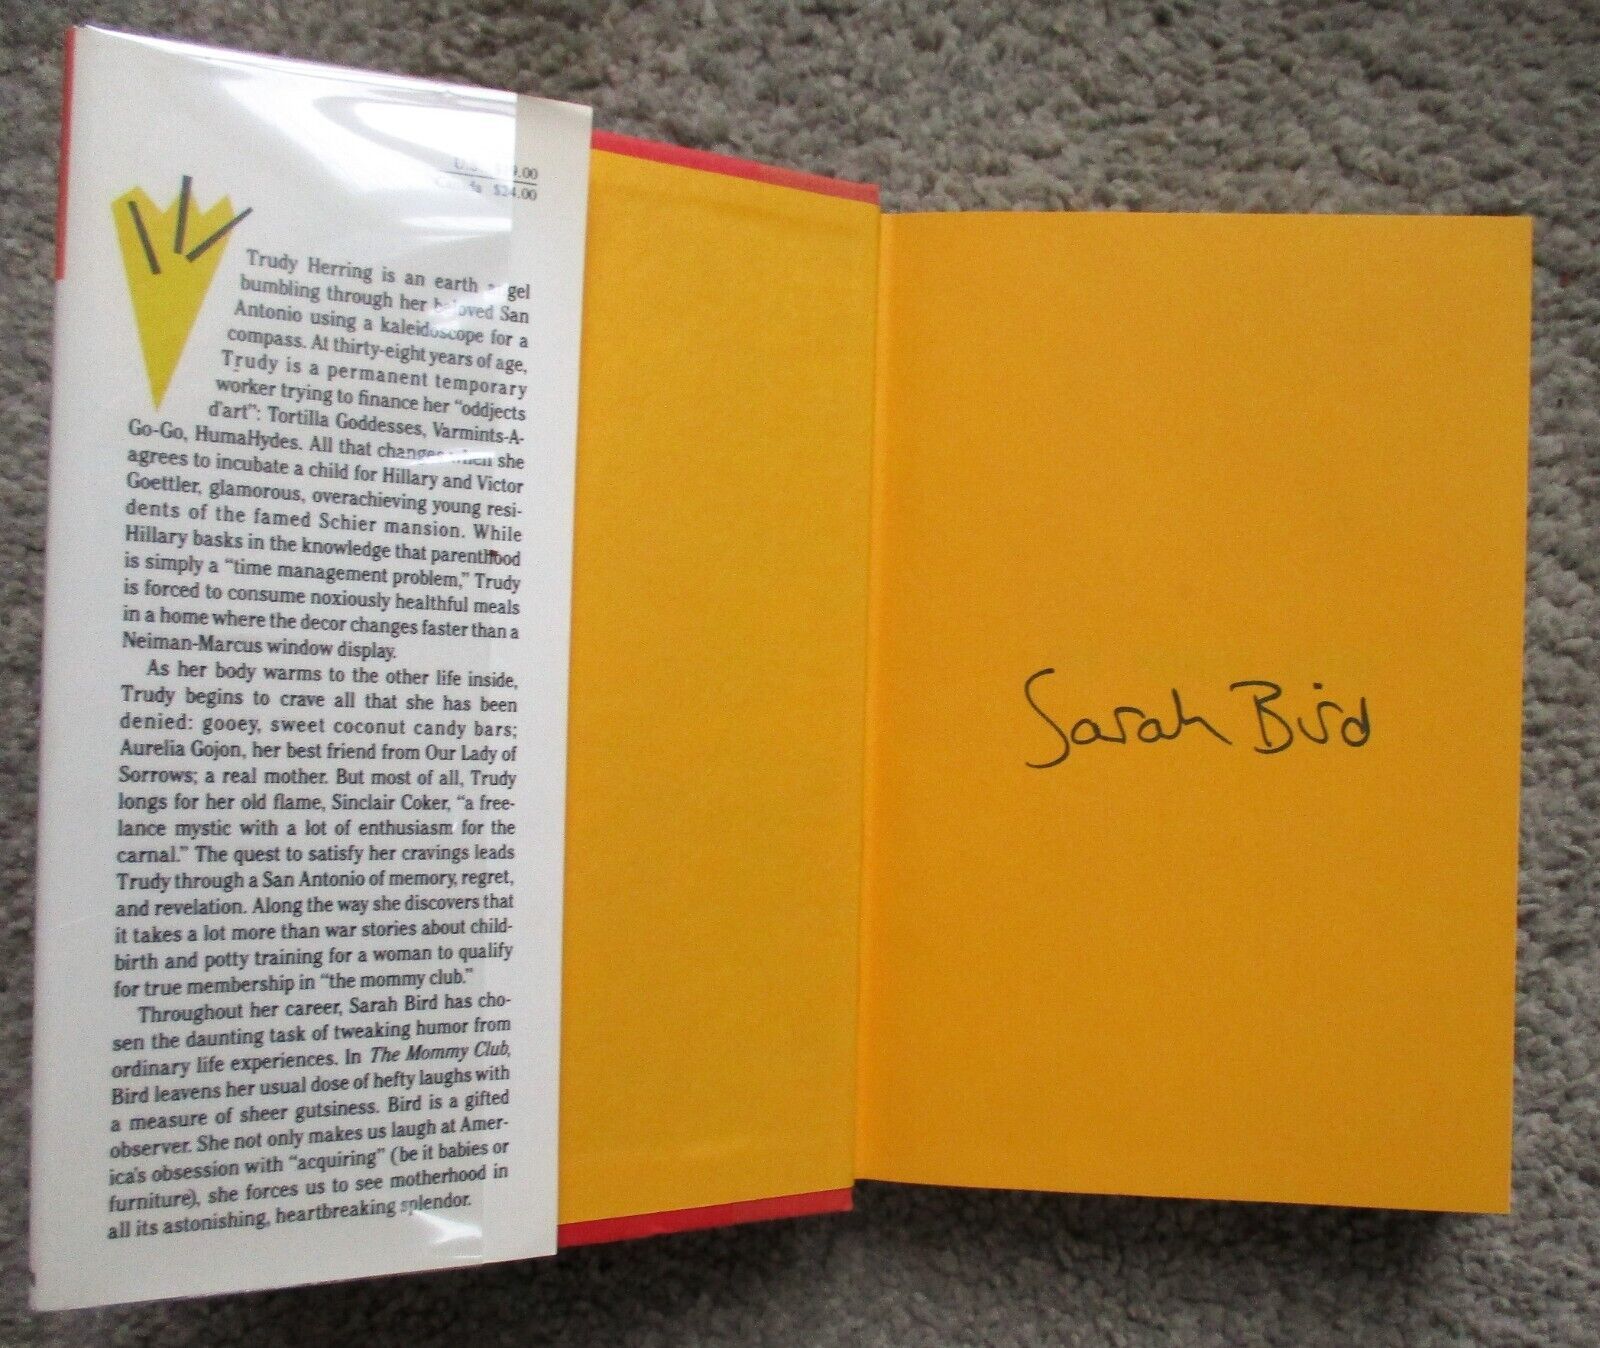 U.S. $19.00
Canada $24.00
Trudy Herring is an earth angel
bumbling through her beloved San
Antonio using a kaleidoscope for a
compass. At thirty-eight years of age,
Trudy is a permanent temporary
worker trying to finance her “oddjects
d'art”: Tortilla Goddesses, Varmints-A-
Go-Go, HumaHydes. All that changes when she
agrees to incubate a child for Hillary and Victor
Goettler, glamorous, overachieving young resi-
dents of the famed Schier mansion. While
Hillary basks in the knowledge that parenthood
is simply a “time management problem,” Trudy
is forced to consume noxiously healthful meals
in a home where the decor changes faster than a
Neiman-Marcus window display.
As her body warms to the other life inside,
Trudy begins to crave all that she has been
denied: gooey, sweet coconut candy bars;
Aurelia Gojon, her best friend from Our Lady of
Sorrows; a real mother. But most of all, Trudy
longs for her old flame, Sinclair Coker, “a free-
lance mystic with a lot of enthusiasm for the
carnal.” The quest to satisfy her cravings leads
Trudy through a San Antonio of memory, regret,
and revelation. Along the way she discovers that
it takes a lot more than war stories about child-
birth and potty training for a woman to qualify
for true membership in “the mommy club.”
Throughout her career, Sarah Bird has cho-
sen the daunting task of tweaking humor from
ordinary life experiences. In The Mommy Club,
Bird leavens her usual dose of hefty laughs with
a measure of sheer gutsiness. Bird is a gifted
observer. She not only makes us laugh at Amer-
ica's obsession with “acquiring” (be it babies or
furniture), she forces us to see motherhood in
all its astonishing, heartbreaking splendor.
Sarah Bird